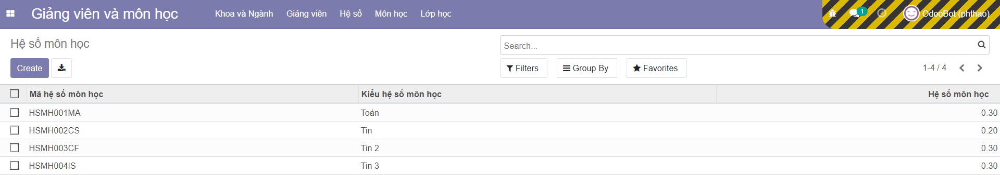 Giảng viên và môn học Khoa và Ngành Giảng viên Hệ số Môn học Lớp học 1 OdooBot (phthao)
Hệ số môn học Search...
Create Filters Group By Favorites 1-4 / 4
Mã hệ số môn học Kiểu hệ số môn học Hệ số môn học
HSMH001MA Toán 0.30
HSMH002CS Tin 0.20
HSMH003CF Tin 2 0.30
HSMH004IS Tin 3 0.30